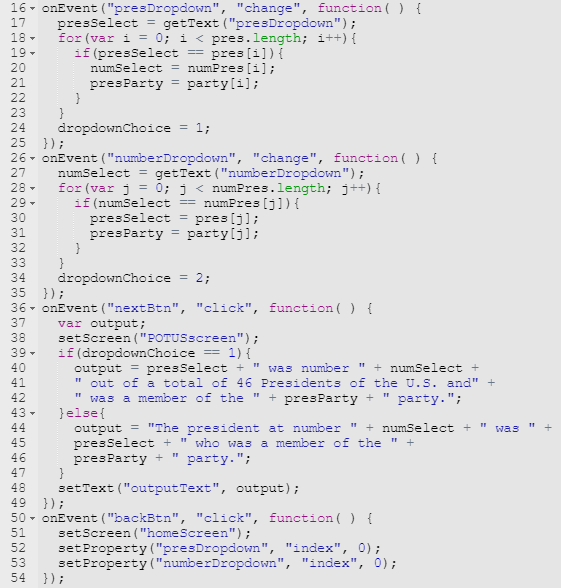 16 onEvent("presDropdown", "change", function( ) {
17 presSelect = getText("presDropdown");
18 for(var i = 0; i < pres.length; i++){
19 if(presSelect == pres[i]){
20 numSelect = numPres[i];
21 presParty = party[i];
22 }
23 }
24 dropdownChoice = 1;
25 });
26 onEvent("numberDropdown", "change", function( ) {
27 numSelect = getText("numberDropdown");
28 for(var j = 0; j < numPres.length; j++){
29 if(numSelect == numPres[j]){
30 presSelect = pres[j];
31 presParty = party[j];
32 }
33 }
34 dropdownChoice = 2;
35 });
36 onEvent("nextBtn", "click", function( ) {
37 var output;
38 setScreen("POTUSscreen");
39 if(dropdownChoice == 1){
40 output = presSelect + " was number " + numSelect +
41 " out of a total of 46 Presidents of the U.S. and" +
42 " was a member of the " + presParty + " party.";
43 }else{
44 output = "The president at number " + numSelect + " was " +
45 presSelect + " who was a member of the " +
46 presParty + " party.";
47 }
48 setText("outputText", output);
49 });
50 onEvent("backBtn", "click", function( ) {
51 setScreen("homeScreen");
52 setProperty("presDropdown", "index", 0);
53 setProperty("numberDropdown", "index", 0);
54 });